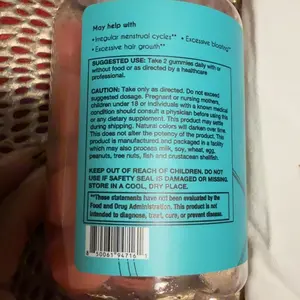 May help with
• Irregular menstrual cycles** • Excessive bloating**
• Excessive hair growth**
SUGGESTED USE: Take 2 gummies daily with or
without food or as directed by a healthcare
professional.
CAUTION: Take only as directed. Do not exceed
suggested dosage. Pregnant or nursing mothers,
children under 18 or individuals with a known medical
condition should consult a physician before using this
or any dietary supplement. This product may settle
during shipping. Natural colors will darken over time.
This does not alter the potency of the product. This
product is manufactured and packaged in a facility
which may also process milk, soy, wheat, egg,
peanuts, tree nuts, fish and crustacean shellfish.
KEEP OUT OF REACH OF CHILDREN. DO NOT
USE IF SAFETY SEAL IS DAMAGED OR MISSING.
STORE IN A COOL, DRY PLACE.
**These statements have not been evaluated by the
Food and Drug Administration. This product is not
intended to diagnose, treat, cure, or prevent disease.
8 50061 94716